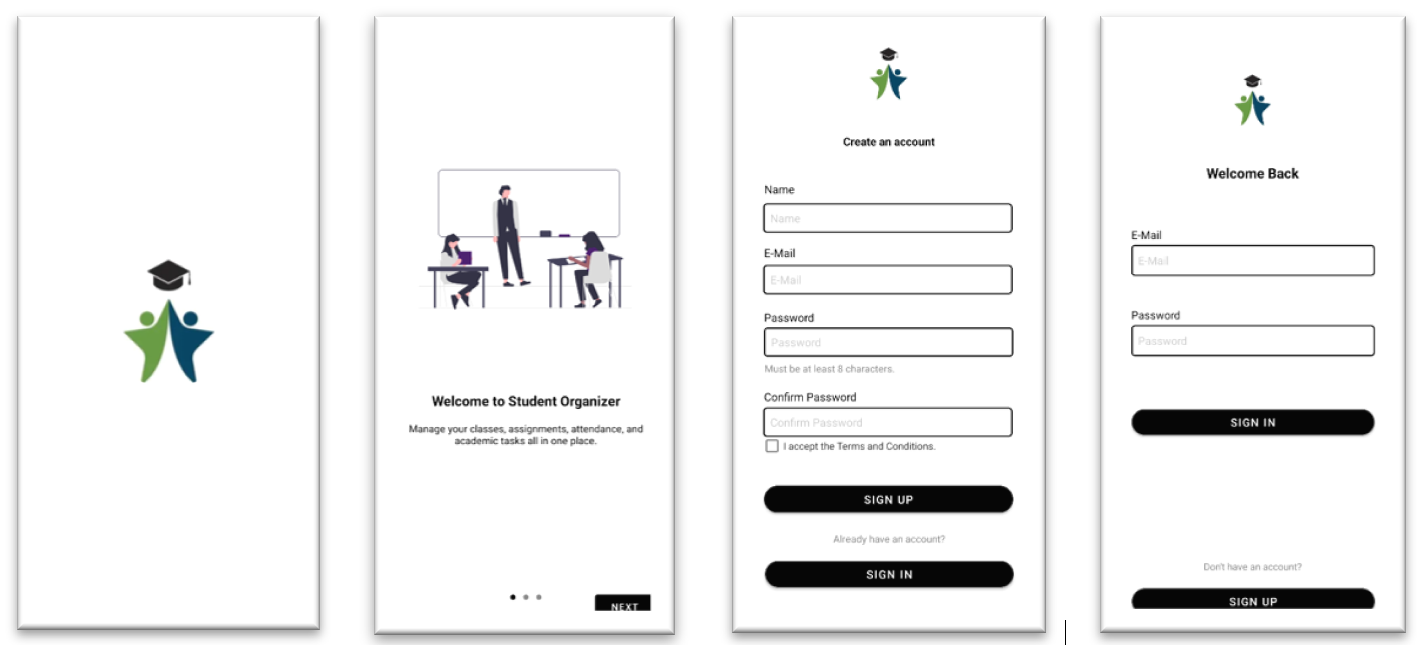 Welcome to Student Organizer
Manage your classes, assignments, attendance, and
academic tasks all in one place.
NEXT
Create an account
Name
Name
E-Mail
E-Mail
Password
Password
Must be at least 8 characters.
Confirm Password
Confirm Password
I accept the Terms and Conditions.
SIGN UP
Already have an account?
SIGN IN
Welcome Back
E-Mail
E-Mail
Password
Password
SIGN IN
Don't have an account?
SIGN UP